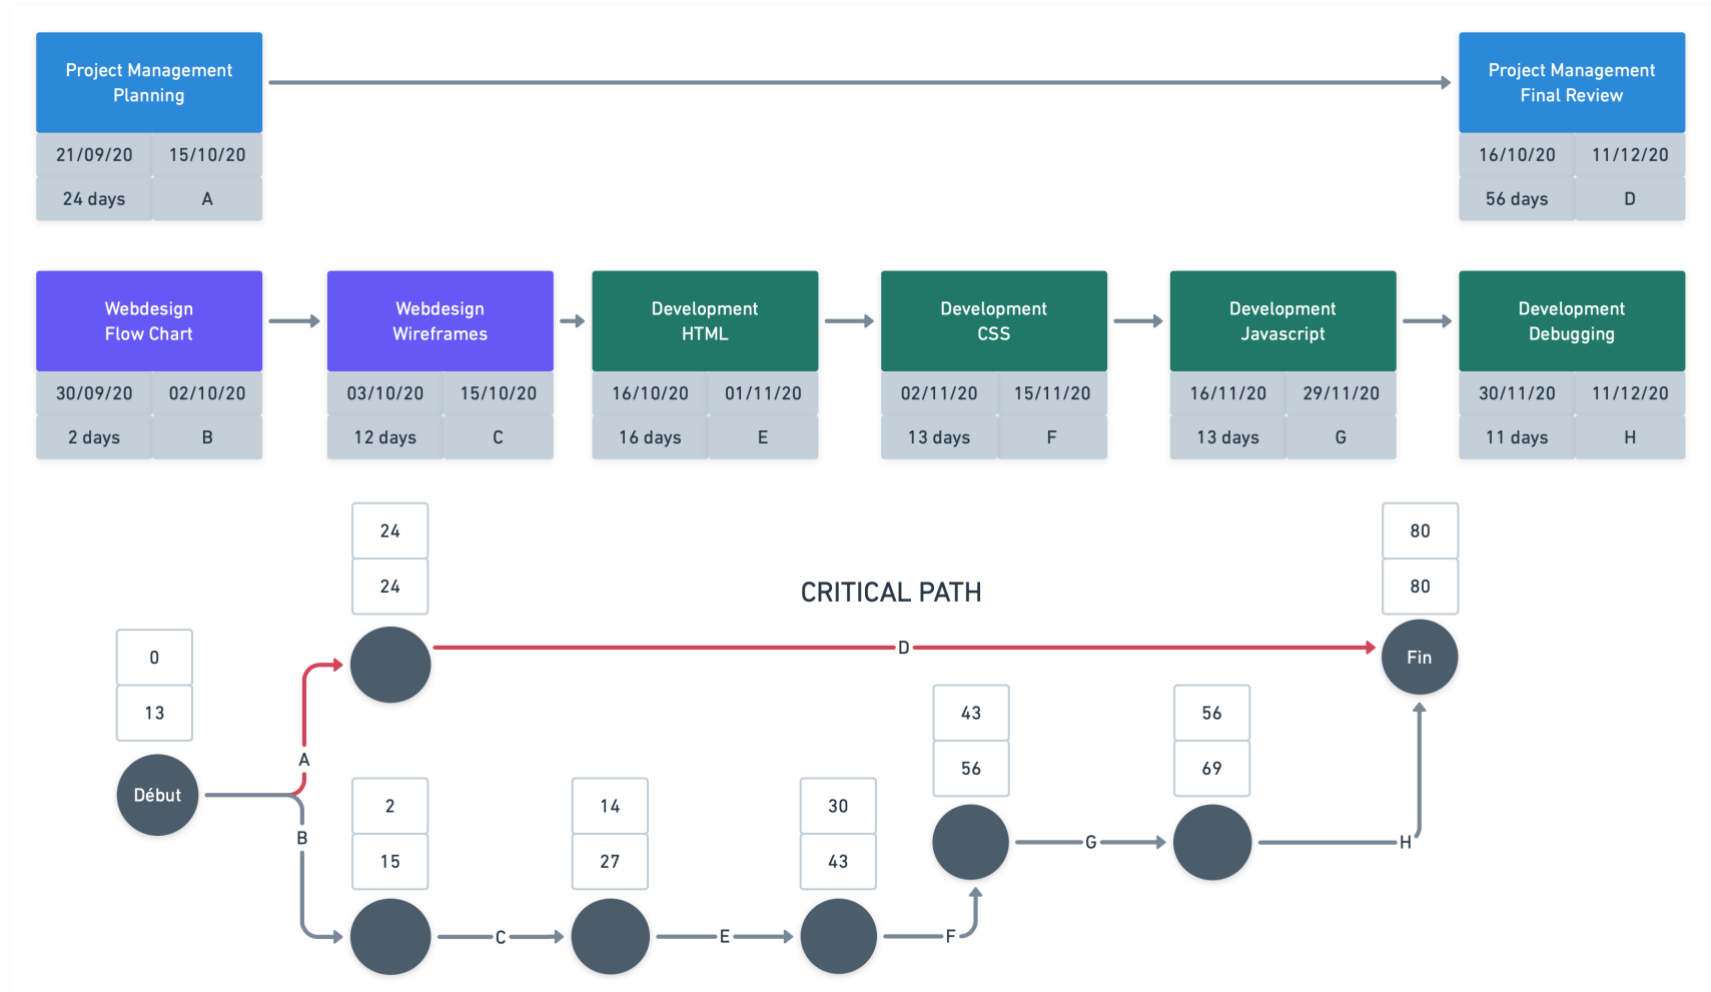 Project Management
Planning
21/09/20 15/10/20
24 days A
Project Management
Final Review
16/10/20 11/12/20
56 days D
Webdesign
Flow Chart
30/09/20 02/10/20
2 days B
Webdesign
Wireframes
03/10/20 15/10/20
12 days C
Development
HTML
16/10/20 01/11/20
16 days E
Development
CSS
02/11/20 15/11/20
13 days F
Development
Javascript
16/11/20 29/11/20
13 days G
Development
Debugging
30/11/20 11/12/20
11 days H
24
24
CRITICAL PATH
80
80
0
13
D
Fin
A
Début
43
56
56
69
B
2
15
14
27
30
43
G
H
C
E
F